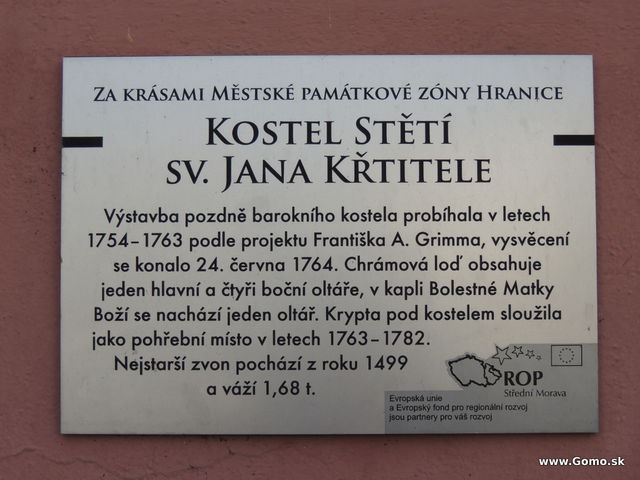 ZA KRÁSAMI MĚSTSKÉ PAMÁTKOVÉ ZÓNY HRANICE
KOSTEL STĚTÍ
SV. JANA KŘTITELE
Výstavba pozdně barokního kostela probíhala v letech
1754–1763 podle projektu Františka A. Grimma, vysvěcení
se konalo 24. června 1764. Chrámová loď obsahuje
jeden hlavní a čtyři boční oltáře, v kapli Bolestné Matky
Boží se nachází jeden oltář. Krypta pod kostelem sloužila
jako pohřební místo v letech 1763–1782.
Nejstarší zvon pochází z roku 1499
a váží 1,68 t.
ROP
Střední Morava
Evropská unie
a Evropský fond pro regionální rozvoj
jsou partnery pro váš rozvoj
www.Gomo.sk